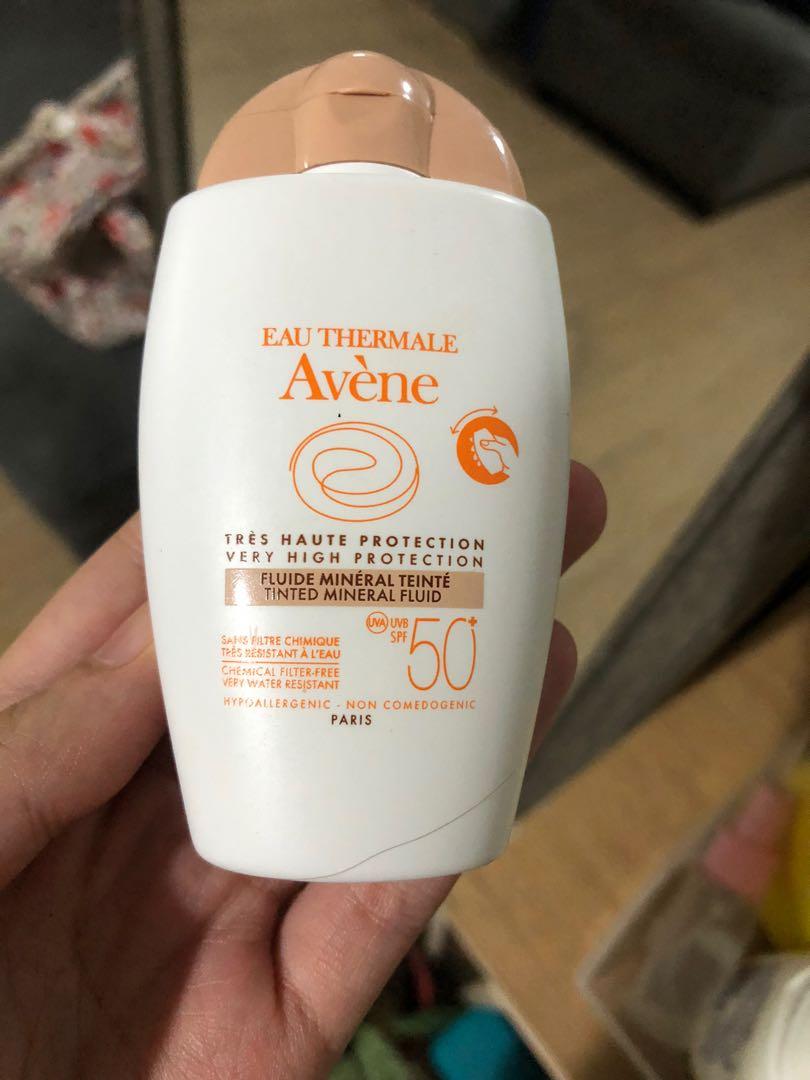 EAU THERMALE
Avène
TRÈS HAUTE PROTECTION
VERY HIGH PROTECTION
FLUIDE MINÉRAL TEINTÉ
TINTED MINERAL FLUID
SANS FILTRE CHIMIQUE
TRÈS RÉSISTANT À L'EAU
CHEMICAL FILTER-FREE
VERY WATER RESISTANT
UVA UVB
SPF 50+
HYPOALLERGENIC - NON COMEDOGENIC
PARIS